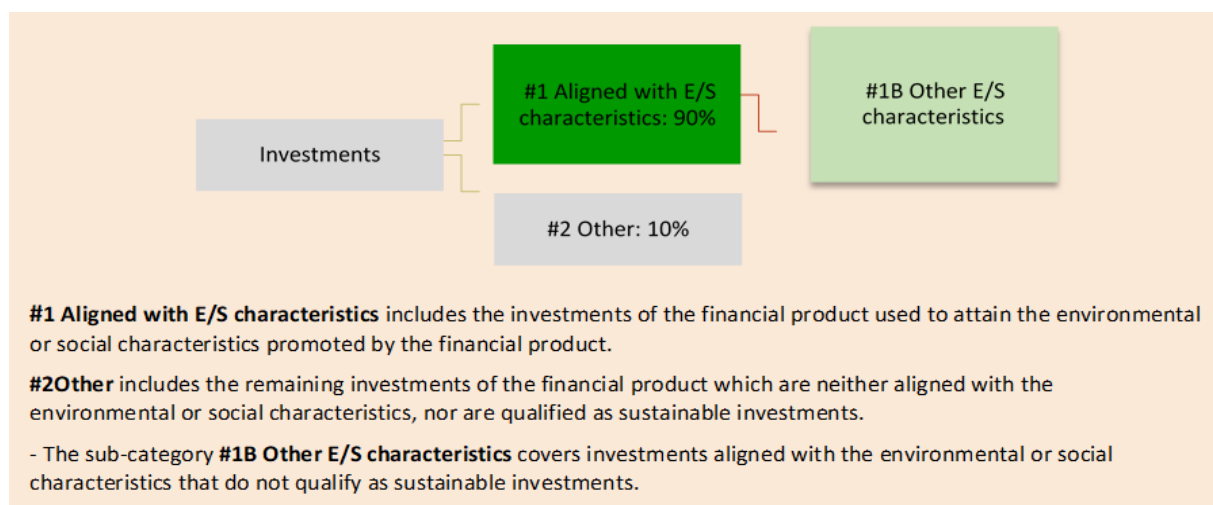 #1 Aligned with E/S
characteristics: 90%
#1B Other E/S
characteristics
Investments
#2 Other: 10%
#1 Aligned with E/S characteristics includes the investments of the financial product used to attain the environmental
or social characteristics promoted by the financial product.
#2Other includes the remaining investments of the financial product which are neither aligned with the
environmental or social characteristics, nor are qualified as sustainable investments.
- The sub-category #1B Other E/S characteristics covers investments aligned with the environmental or social
characteristics that do not qualify as sustainable investments.